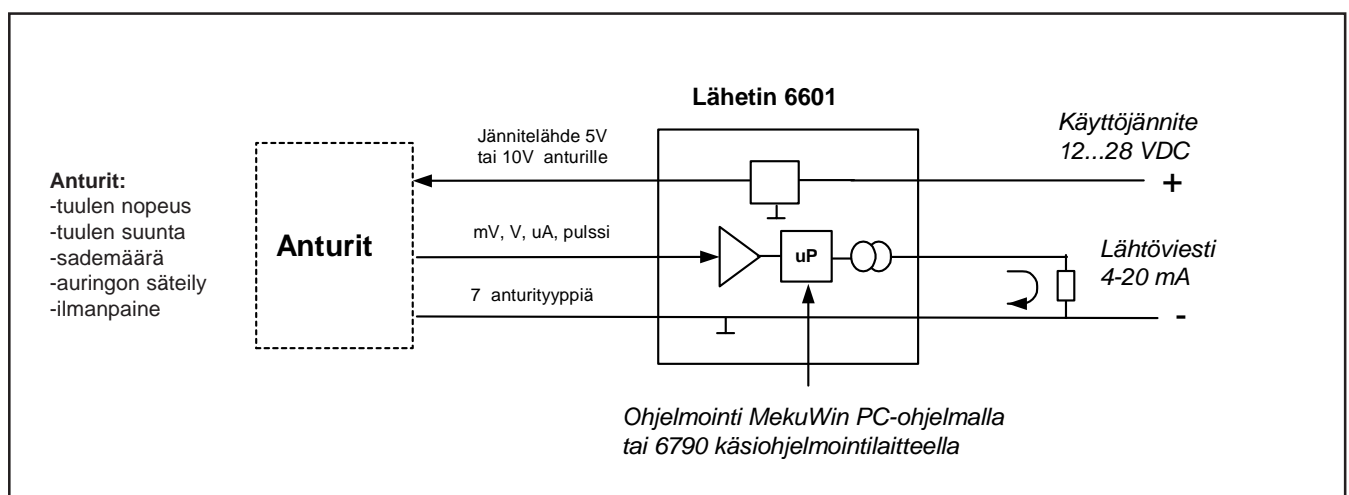 Lähetin 6601
Käyttöjännite
12...28 VDC
+
Jännitelähde 5V
tai 10V anturille
Anturit:
-tuulen nopeus
-tuulen suunta
-sademäärä
-auringon säteily
-ilmanpaine
Anturit
mV, V, uA, pulssi
uP
Lähtöviesti
4-20 mA
7 anturityyppiä
-
Ohjelmointi MekuWin PC-ohjelmalla
tai 6790 käsiohjelmointilaitteella